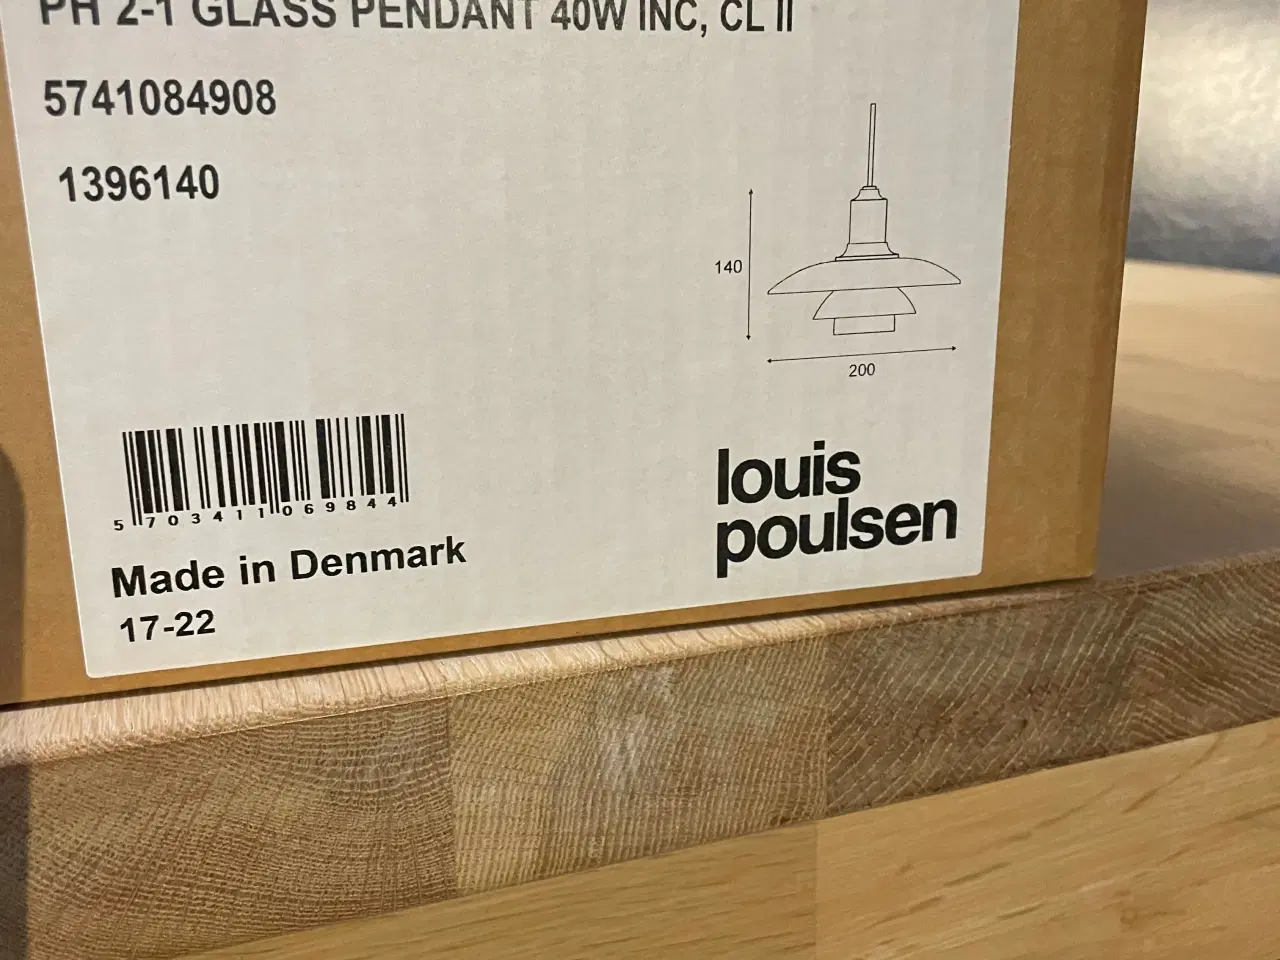 PH 2-1 GLASS PENDANT 40W INC, CL II
5741084908
1396140
140
200
5 703411 069844
Made in Denmark
17-22
louis
poulsen